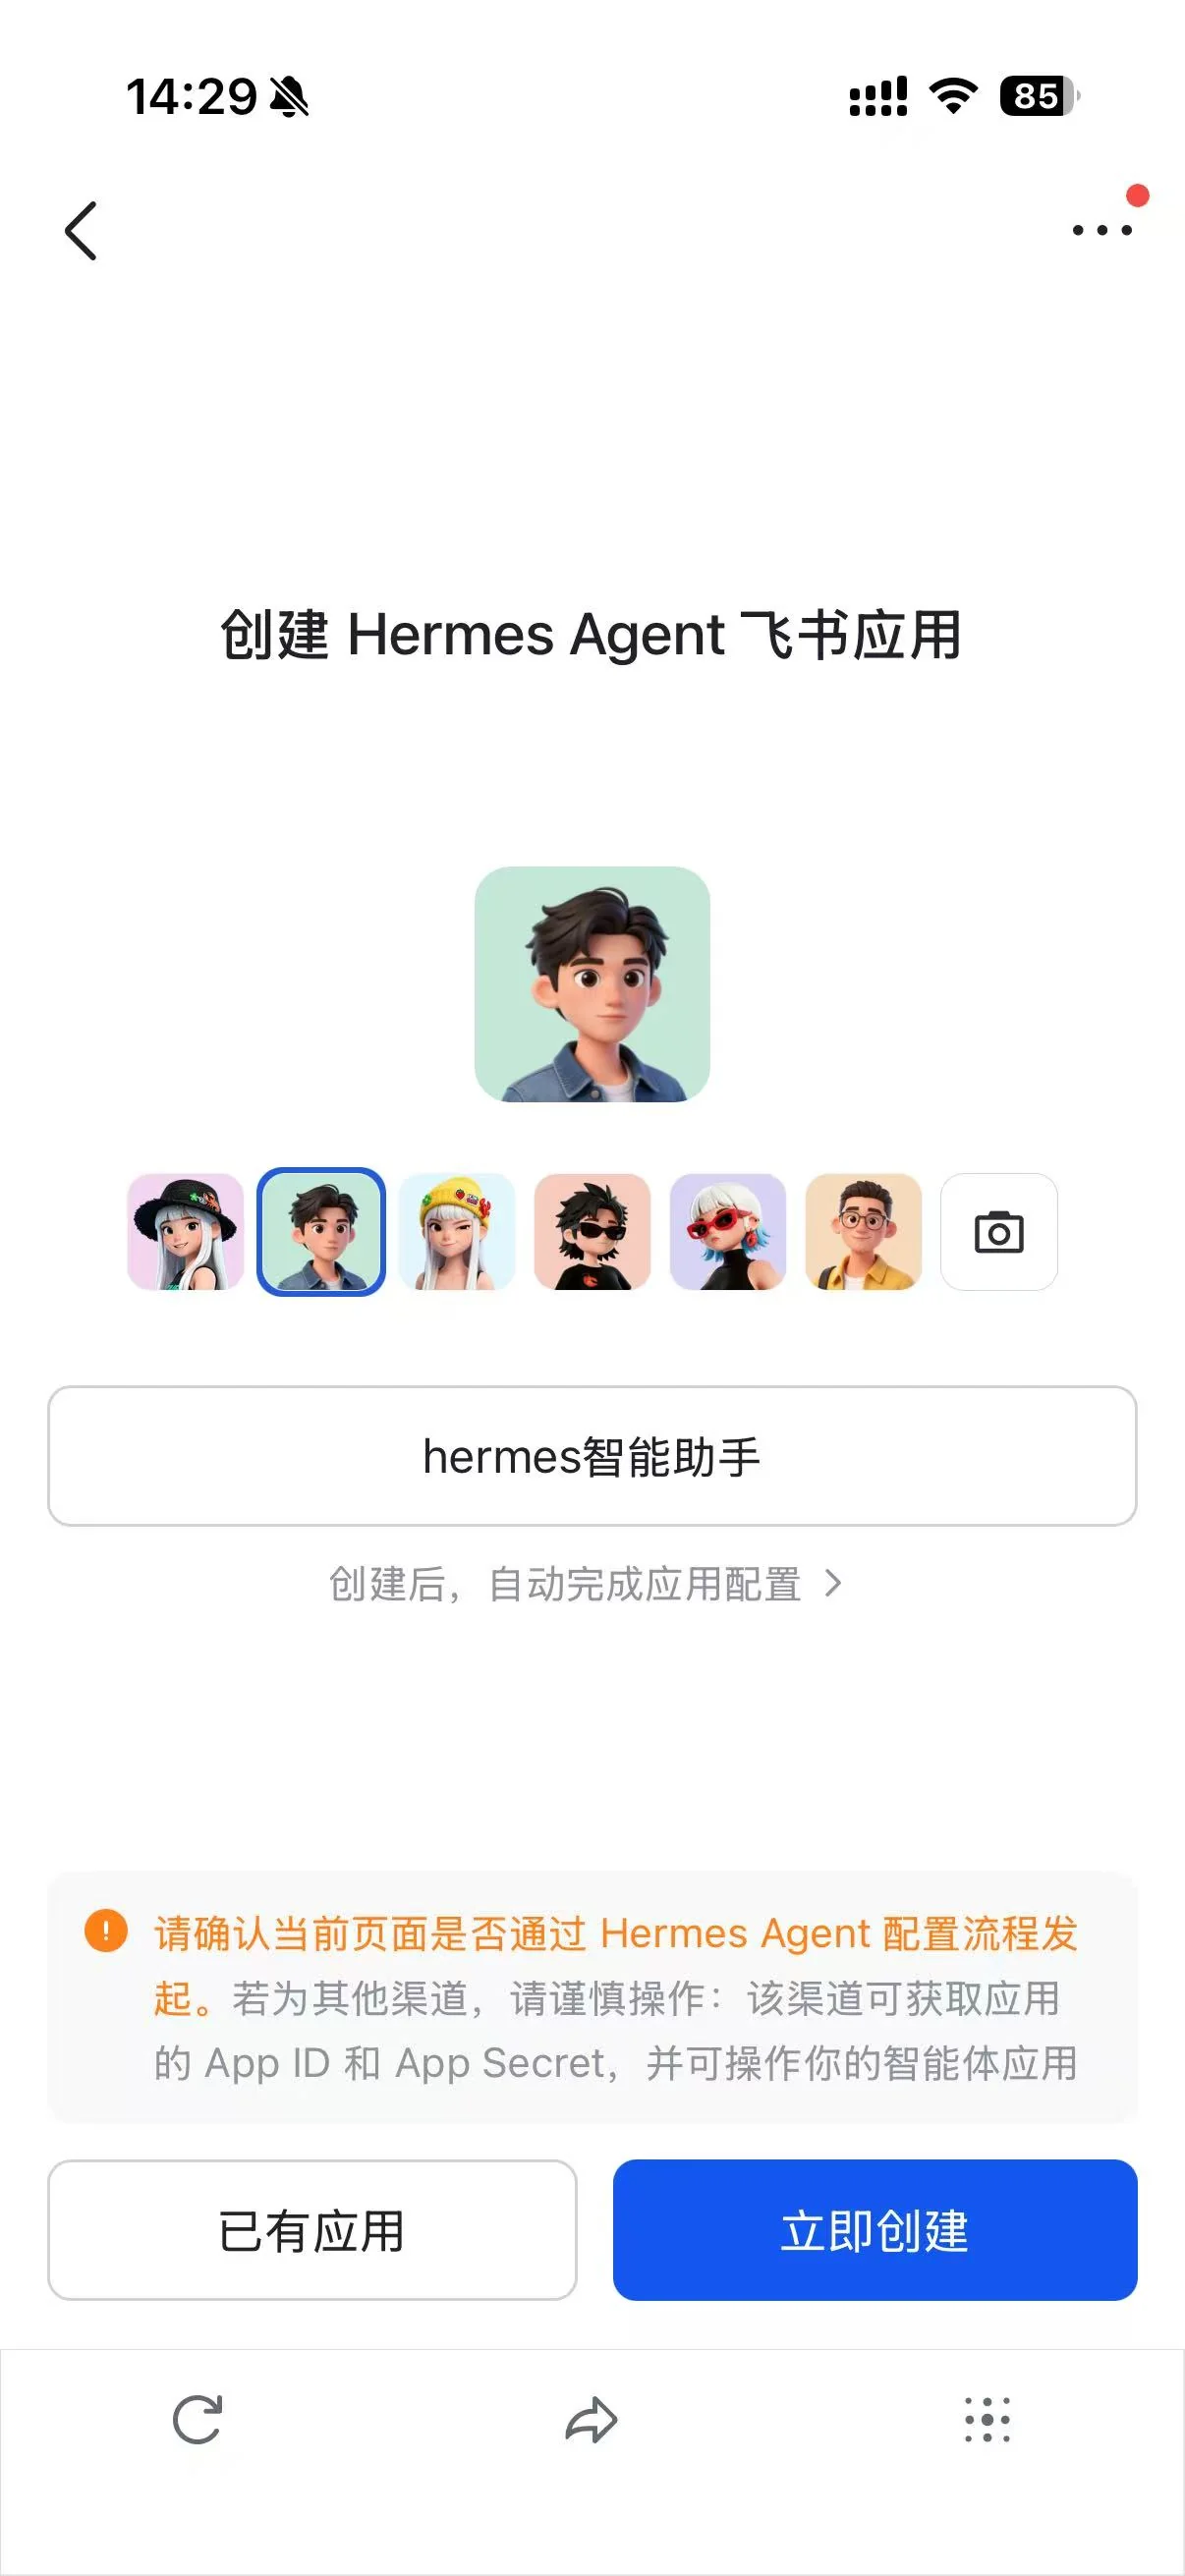 14:29
85
创建 Hermes Agent 飞书应用
hermes智能助手
创建后，自动完成应用配置
请确认当前页面是否通过 Hermes Agent 配置流程发
起。若为其他渠道，请谨慎操作：该渠道可获取应用
的 App ID 和 App Secret，并可操作你的智能体应用
已有应用
立即创建